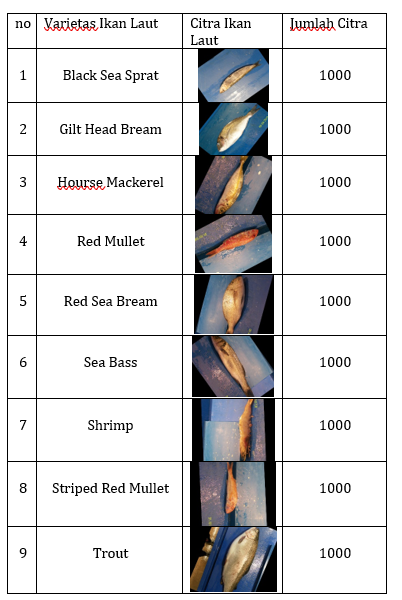 no Varietas Ikan Laut Citra Ikan Laut Jumlah Citra
1 Black Sea Sprat 1000
2 Gilt Head Bream 1000
3 Hourse Mackerel 1000
4 Red Mullet 1000
5 Red Sea Bream 1000
6 Sea Bass 1000
7 Shrimp 1000
8 Striped Red Mullet 1000
9 Trout 1000